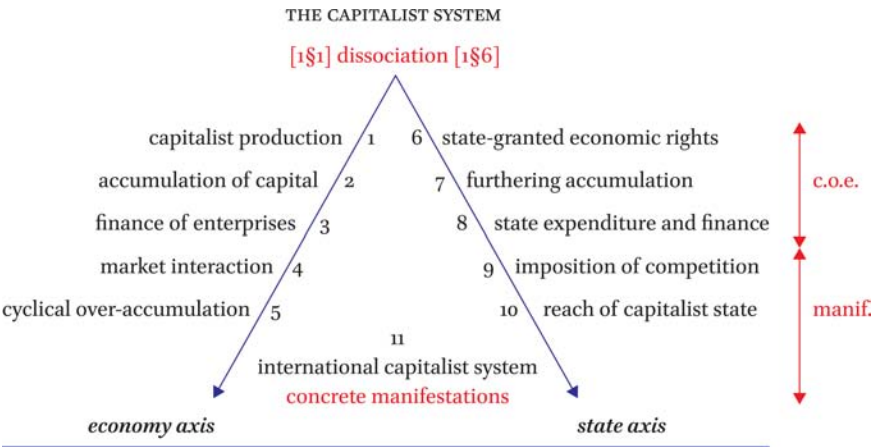 THE CAPITALIST SYSTEM
[1§1] dissociation [1§6]
capitalist production 1 6 state-granted economic rights
accumulation of capital 2 7 furthering accumulation
c.o.e.
finance of enterprises 3 8 state expenditure and finance
market interaction 4 9 imposition of competition
cyclical over-accumulation 5 10 reach of capitalist state
manif.
11
international capitalist system
concrete manifestations
economy axis state axis